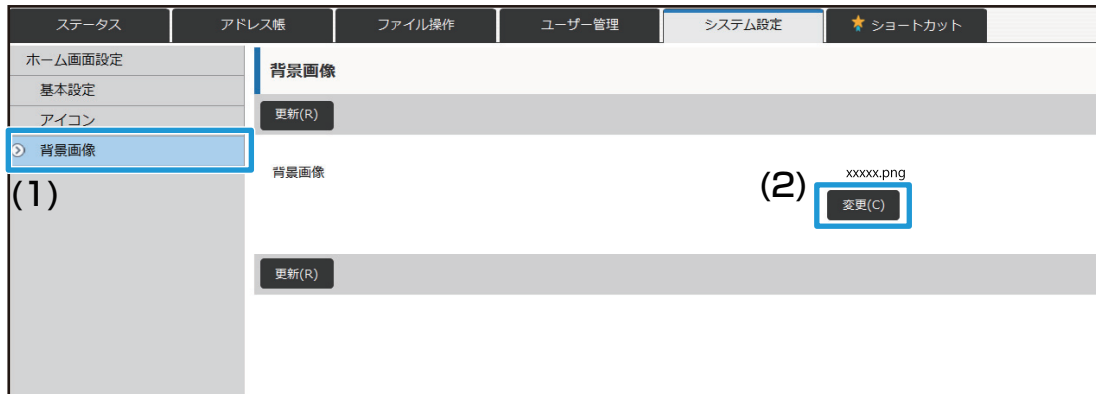 ステータス
アドレス帳
ファイル操作
ユーザー管理
システム設定
ショートカット
ホーム画面設定
基本設定
アイコン
背景画像
(1)
背景画像
更新(R)
背景画像
(2)
xxxxx.png
変更(C)
更新(R)